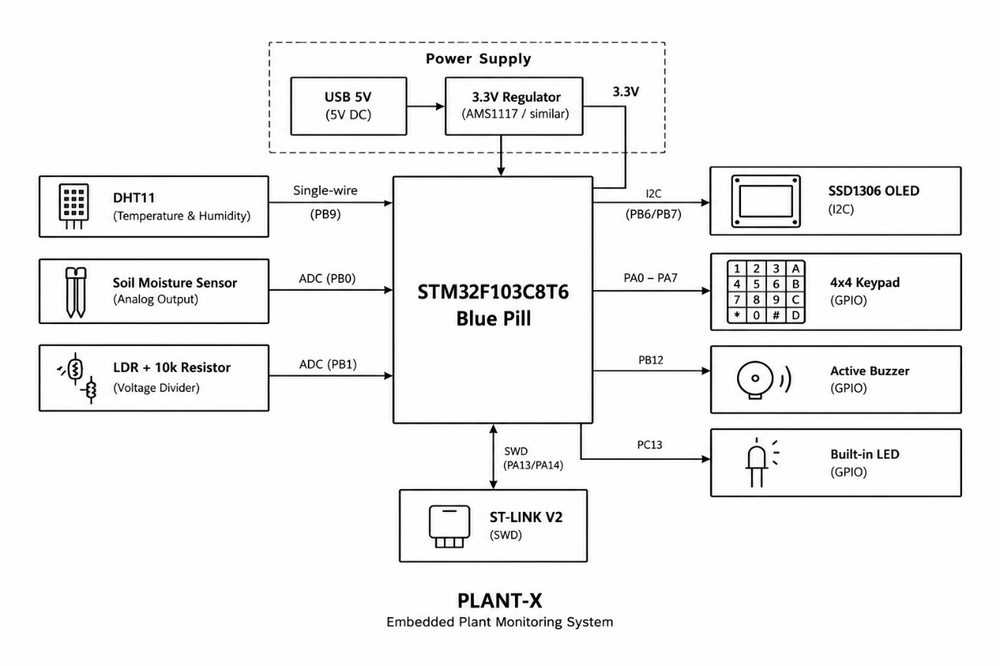 Power Supply
USB 5V
(5V DC)
3.3V Regulator
(AMS1117 / similar)
3.3V
DHT11
(Temperature & Humidity)
Single-wire
(PB9)
Soil Moisture Sensor
(Analog Output)
ADC (PB0)
LDR + 10k Resistor
(Voltage Divider)
ADC (PB1)
STM32F103C8T6
Blue Pill
I2C
(PB6/PB7)
SSD1306 OLED
(I2C)
PA0 – PA7
1 2 3 A
4 5 6 B
7 8 9 C
* 0 # D
4x4 Keypad
(GPIO)
PB12
Active Buzzer
(GPIO)
PC13
Built-in LED
(GPIO)
SWD
(PA13/PA14)
ST-LINK V2
(SWD)
PLANT-X
Embedded Plant Monitoring System